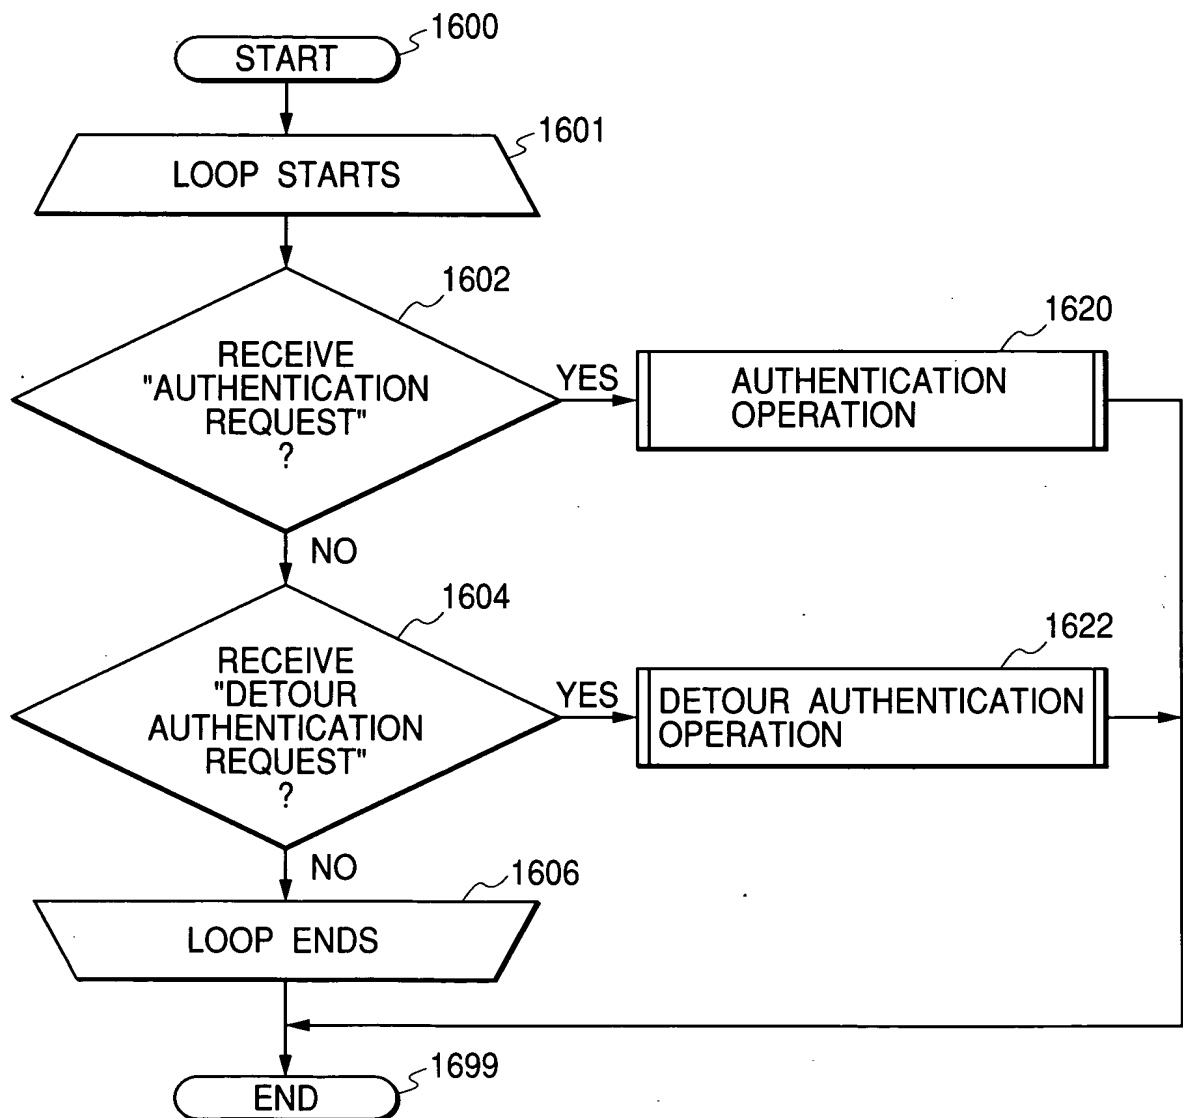 1600
START
1601
LOOP STARTS
1602
RECEIVE
"AUTHENTICATION
REQUEST"
?
YES
1620
AUTHENTICATION
OPERATION
NO
1604
RECEIVE
"DETOUR
AUTHENTICATION
REQUEST"
?
YES
1622
DETOUR AUTHENTICATION
OPERATION
NO
1606
LOOP ENDS
1699
END